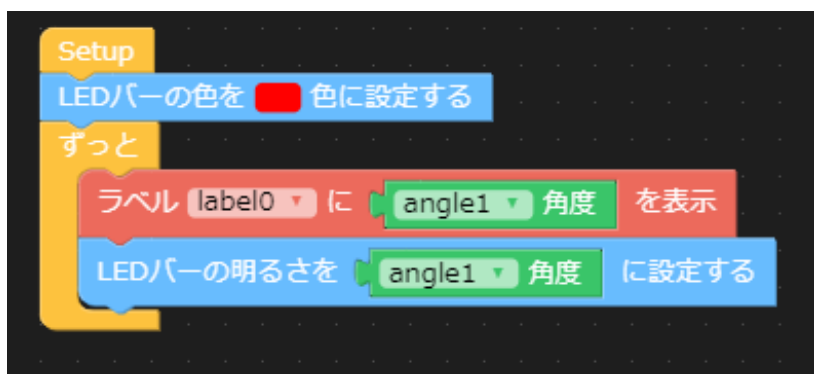 Setup
LEDバーの色を 色に設定する
ずっと
ラベル label0 に angle1 角度 を表示
LEDバーの明るさを angle1 角度 に設定する